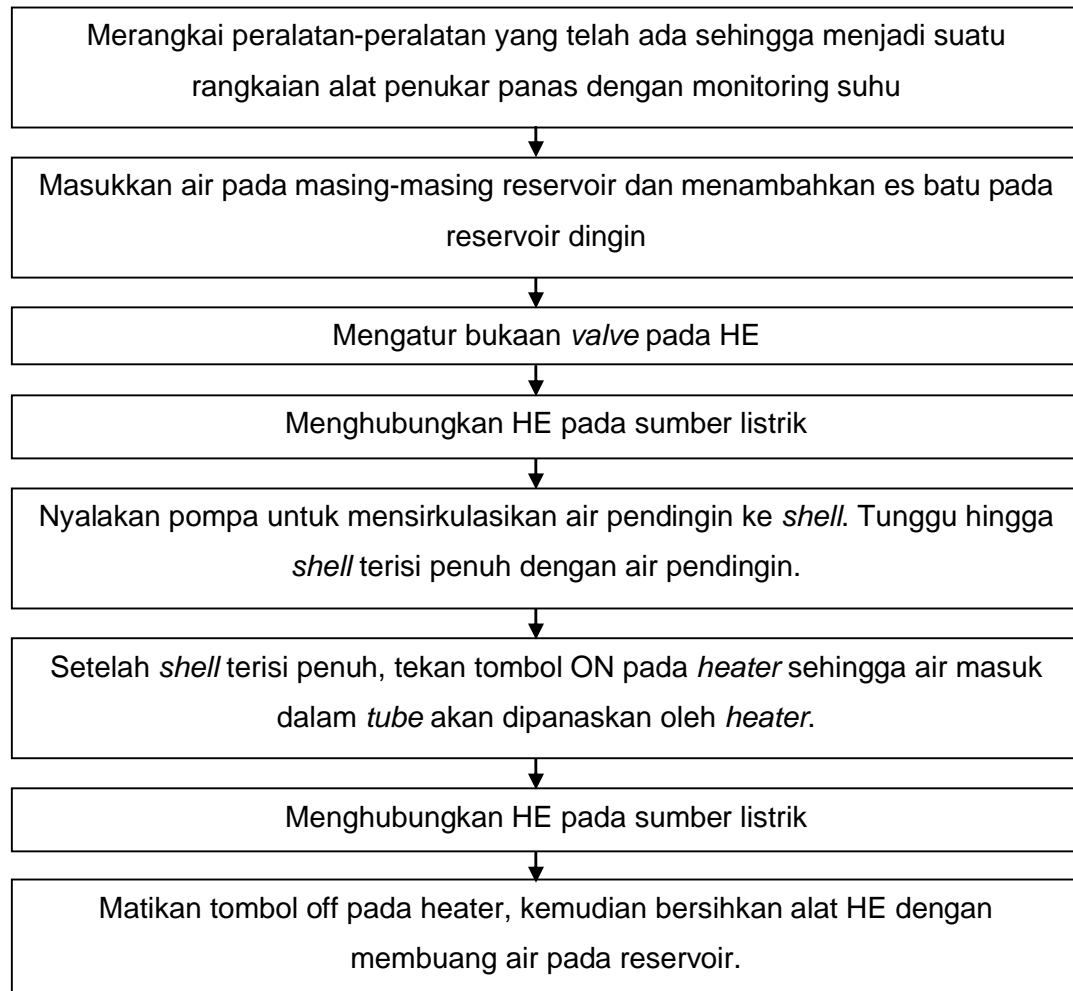 Merangkai peralatan-peralatan yang telah ada sehingga menjadi suatu
rangkaian alat penukar panas dengan monitoring suhu
Masukkan air pada masing-masing reservoir dan menambahkan es batu pada
reservoir dingin
Mengatur bukaan valve pada HE
Menghubungkan HE pada sumber listrik
Nyalakan pompa untuk mensirkulasikan air pendingin ke shell. Tunggu hingga
shell terisi penuh dengan air pendingin.
Setelah shell terisi penuh, tekan tombol ON pada heater sehingga air masuk
dalam tube akan dipanaskan oleh heater.
Menghubungkan HE pada sumber listrik
Matikan tombol off pada heater, kemudian bersihkan alat HE dengan
membuang air pada reservoir.